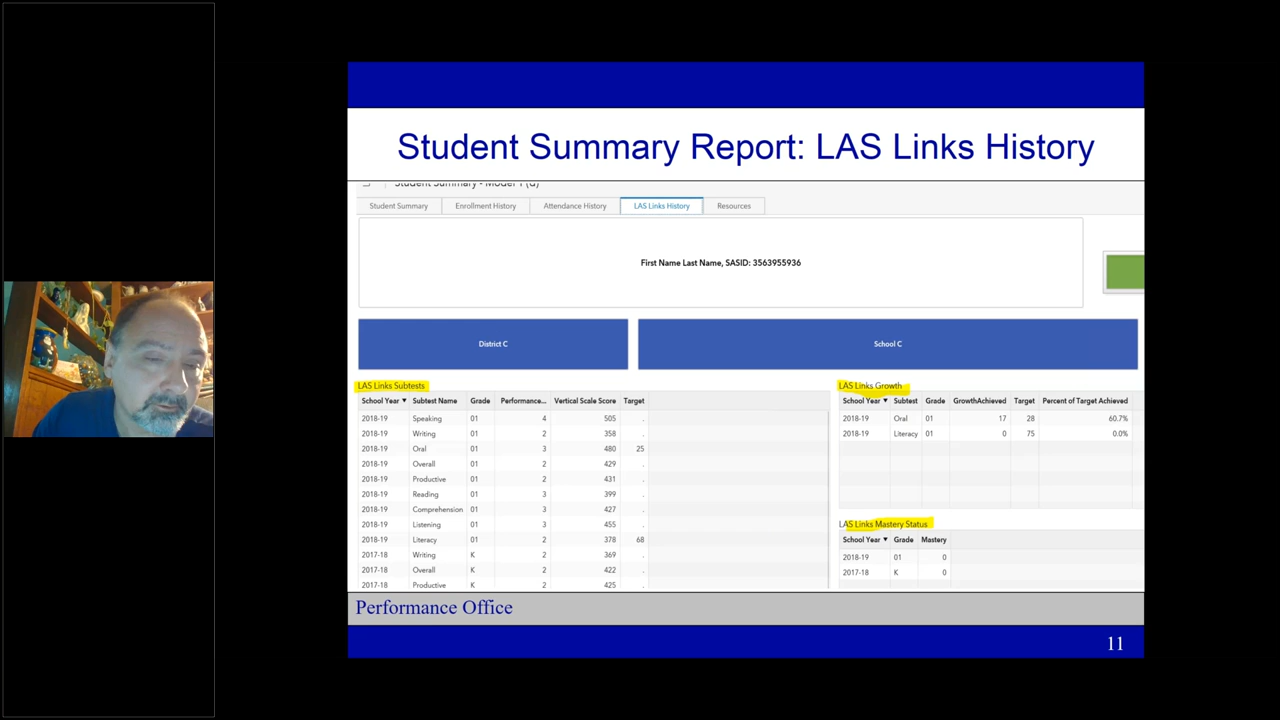 Student Summary Report: LAS Links History
Student Summary - Model 1 (d)
Student Summary Enrollment History Attendance History LAS Links History Resources
First Name Last Name, SASID: 3563955936
District C School C
LAS Links Subtests
School Year ▼ Subtest Name Grade Performance... Vertical Scale Score Target
2018-19 Speaking 01 4 505 .
2018-19 Writing 01 2 358 .
2018-19 Oral 01 3 480 25
2018-19 Overall 01 2 429 .
2018-19 Productive 01 2 431 .
2018-19 Reading 01 3 399 .
2018-19 Comprehension 01 3 427 .
2018-19 Listening 01 3 455 .
2018-19 Literacy 01 2 378 68
2017-18 Writing K 2 369 .
2017-18 Overall K 2 422 .
2017-18 Productive K 2 425 .
LAS Links Growth
School Year ▼ Subtest Grade GrowthAchieved Target Percent of Target Achieved
2018-19 Oral 01 17 28 60.7%
2018-19 Literacy 01 0 75 0.0%
LAS Links Mastery Status
School Year ▼ Grade Mastery
2018-19 01 0
2017-18 K 0
Performance Office
11